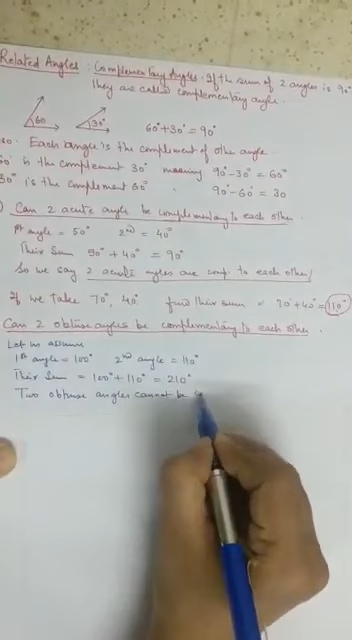 Related Angles : Complementary Angles. If the sum of 2 angles is 90°
They are called complementary angle.
60 30° 60°+30° = 90°
Each angle is the complement of other angle.
is the complement 30° meaning 90°-30° = 60°
30° is the complement 60° 90°-60° = 30
) Can 2 acute angle be complementary to each other.
1st angle = 50° 2nd = 40°
Their Sum 50°+40° = 90°
So we say 2 acute angles are comp. to each other/
If we take 70°, 40° find their sum = 70°+40° = 110°
Can 2 obtuse angles be complementary to each other.
Let us assume
1st angle = 100° 2nd angle = 110°
Their Sum = 100°+110° = 210°
Two obtuse angles cannot be c